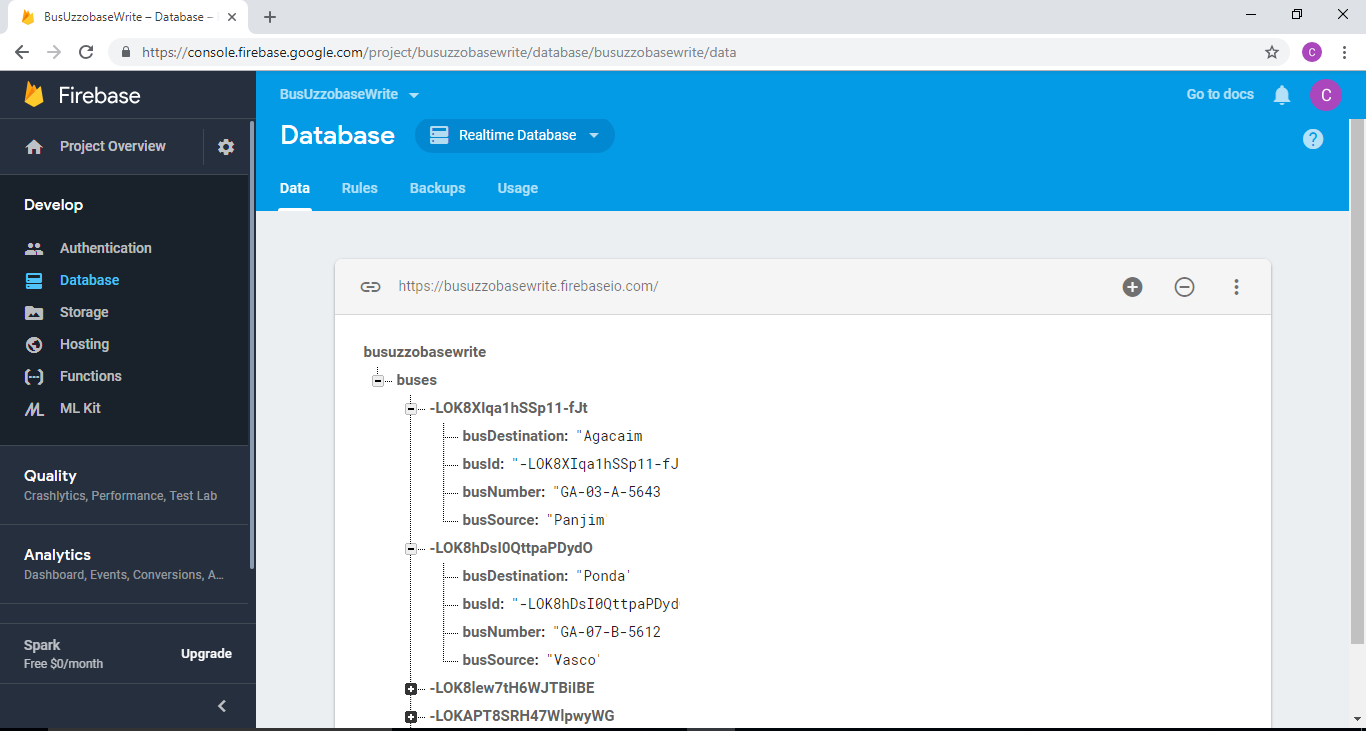 BusUzzobaseWrite – Database –
https://console.firebase.google.com/project/busuzzobasewrite/database/busuzzobasewrite/data
C
Firebase
BusUzzobaseWrite
Go to docs
C
Project Overview
Database
Realtime Database
?
Data
Rules
Backups
Usage
Develop
Authentication
Database
Storage
Hosting
Functions
ML Kit
Quality
Crashlytics, Performance, Test Lab
Analytics
Dashboard, Events, Conversions, A...
Spark
Free $0/month
Upgrade
https://busuzzobasewrite.firebaseio.com/
busuzzobasewrite
buses
-LOK8XIqa1hSSp11-fJt
busDestination: "Agacaim
busId: "-LOK8XIqa1hSSp11-fJ
busNumber: "GA-03-A-5643
busSource: "Panjim
-LOK8hDsI0QttpaPDydO
busDestination: "Ponda"
busId: "-LOK8hDsI0QttpaPDyd
busNumber: "GA-07-B-5612
busSource: "Vasco"
-LOK8lew7tH6WJTBiIBE
-LOKAPT8SRH47WlpwyWG